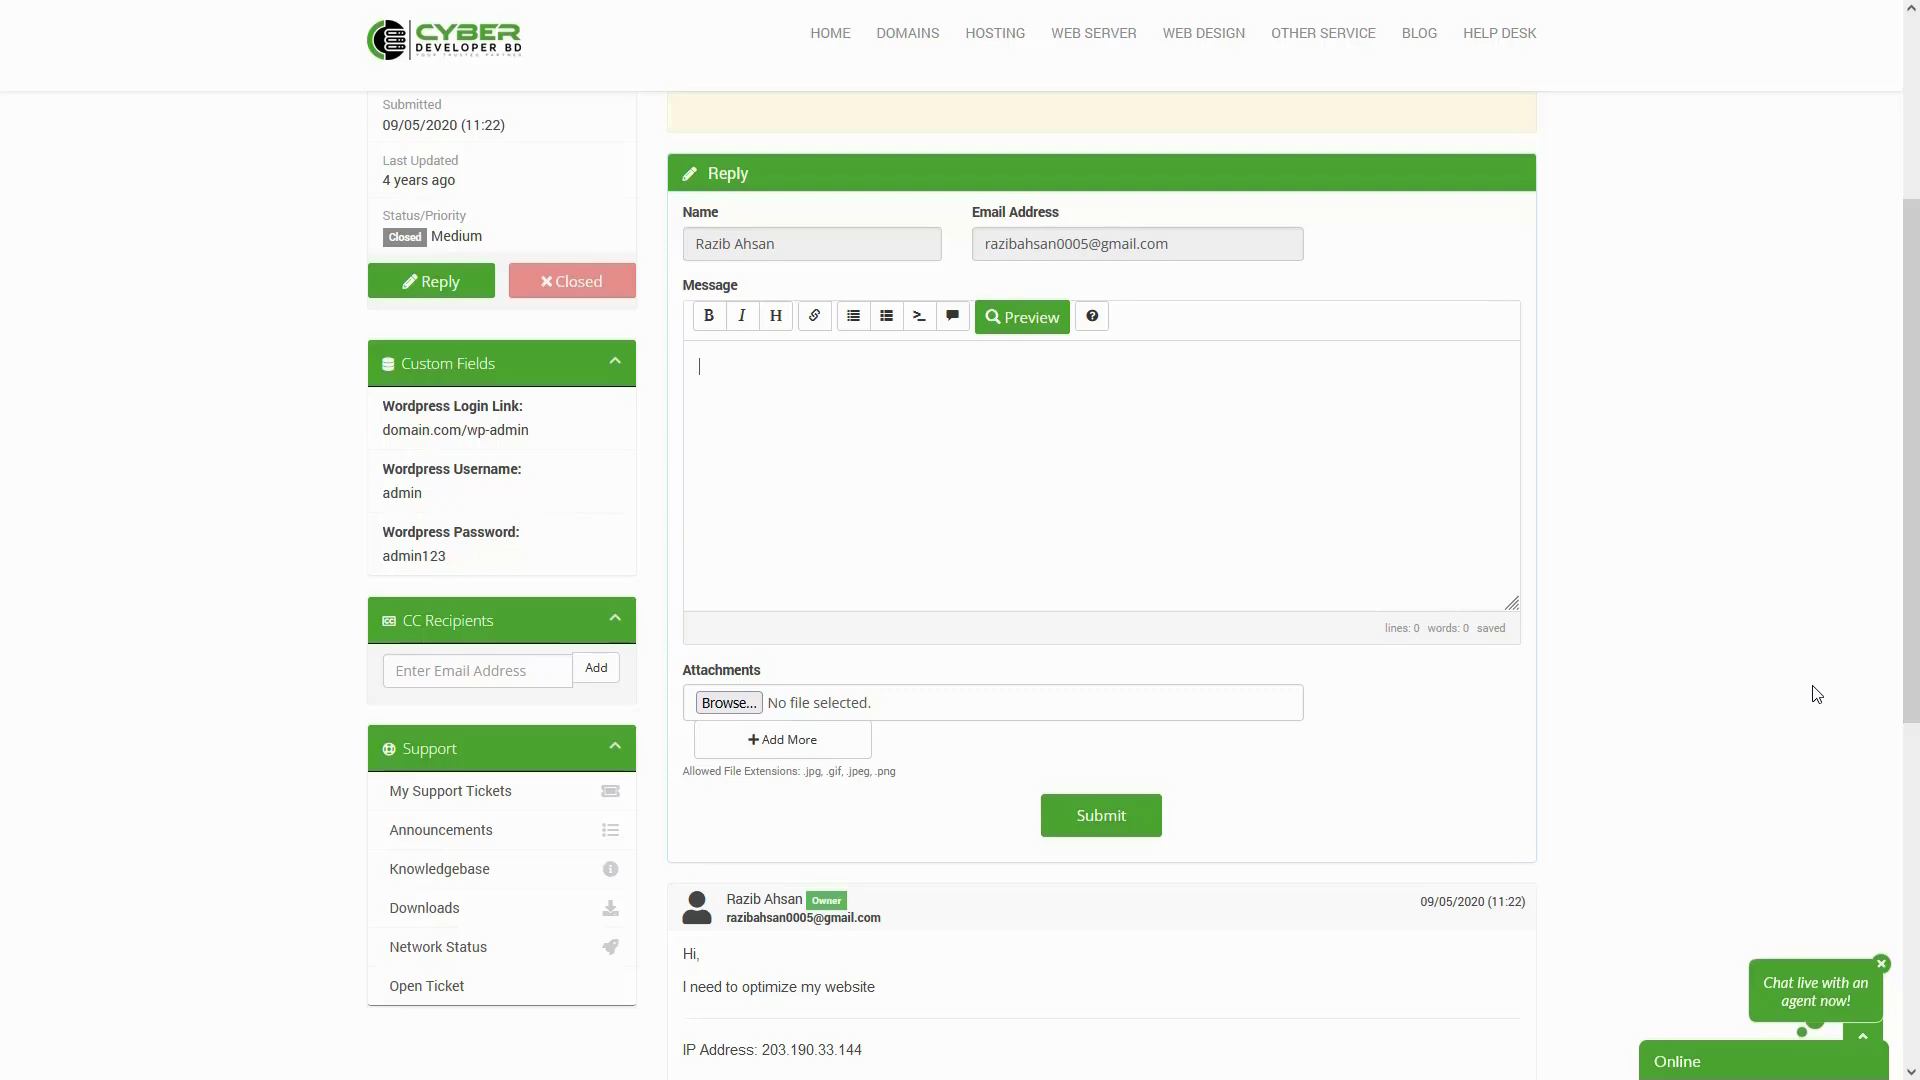 CYBER
DEVELOPER BD
HOME
DOMAINS
HOSTING
WEB SERVER
WEB DESIGN
OTHER SERVICE
BLOG
HELP DESK
Submitted
09/05/2020 (11:22)
Last Updated
4 years ago
Status/Priority
Closed Medium
Reply
Closed
Custom Fields
Wordpress Login Link:
domain.com/wp-admin
Wordpress Username:
admin
Wordpress Password:
admin123
CC Recipients
Enter Email Address
Add
Support
My Support Tickets
Announcements
Knowledgebase
Downloads
Network Status
Open Ticket
Reply
Name
Email Address
Razib Ahsan
razibahsan0005@gmail.com
Message
B I H
Preview
lines: 0 words: 0 saved
Attachments
Browse... No file selected.
Add More
Allowed File Extensions: .jpg, .gif, .jpeg, .png
Submit
Razib Ahsan Owner
09/05/2020 (11:22)
razibahsan0005@gmail.com
Hi,
I need to optimize my website
IP Address: 203.190.33.144
Chat live with an
agent now!
Online